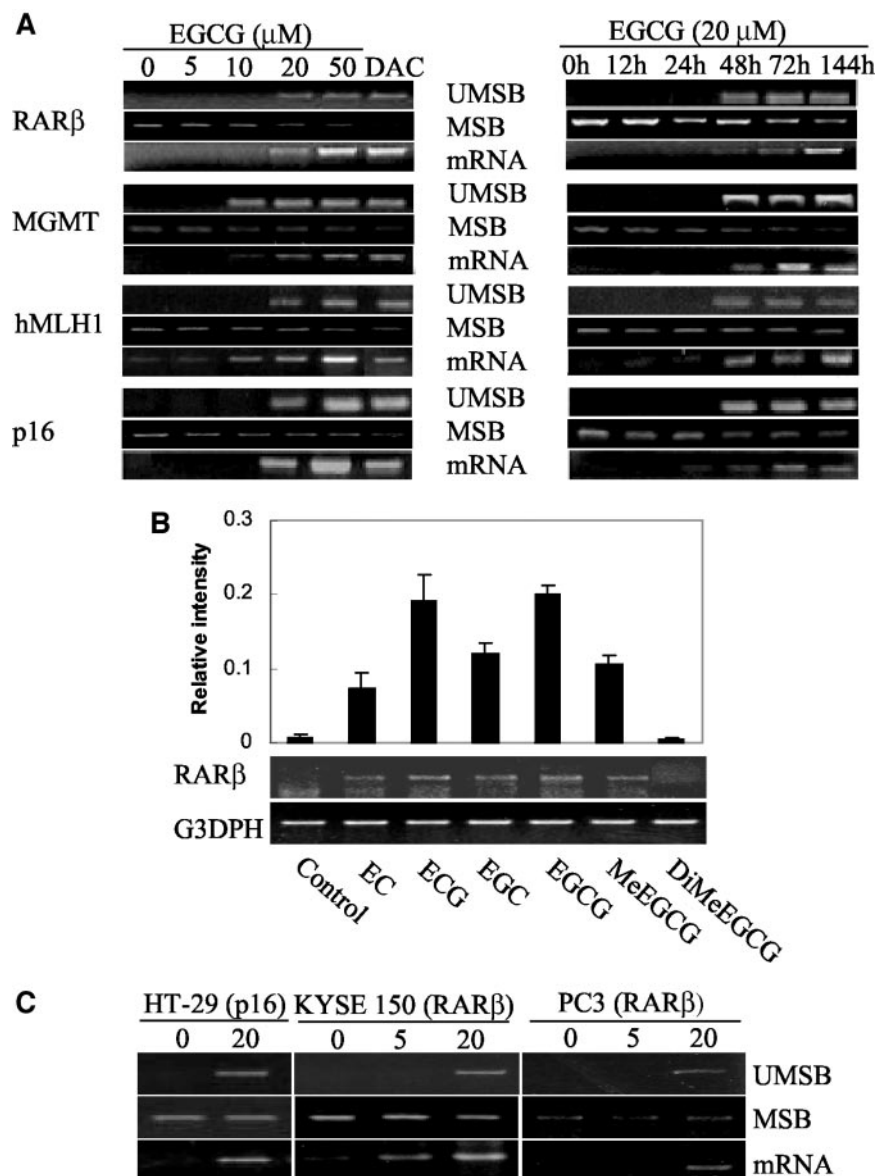 A
EGCG (µM)
0 5 10 20 50 DAC
EGCG (20 µM)
0h 12h 24h 48h 72h 144h
RARβ
UMSB
MSB
mRNA
MGMT
UMSB
MSB
mRNA
hMLH1
UMSB
MSB
mRNA
p16
UMSB
MSB
mRNA
B
Relative intensity
0.3
0.2
0.1
0
RARβ
G3DPH
Control
EC
ECG
EGC
EGCG
MeEGCG
DiMeEGCG
C
HT-29 (p16) KYSE 150 (RARβ) PC3 (RARβ)
0 20 0 5 20 0 5 20
UMSB
MSB
mRNA